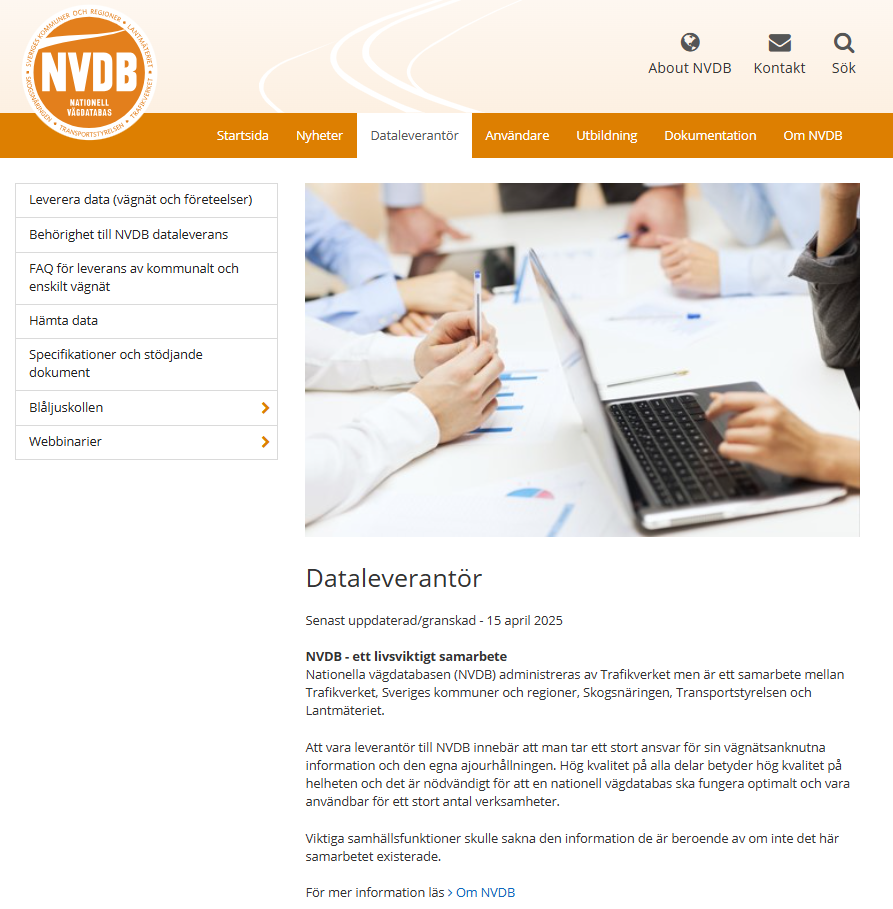 SVERIGES KOMMUNER OCH REGIONER • LANTMÄTERIET • TRAFIKVERKET • TRANSPORTSTYRELSEN • SKOGSNÄRINGEN •
NVDB
NATIONELL
VÄGDATABAS
About NVDB Kontakt Sök
Startsida Nyheter Dataleverantör Användare Utbildning Dokumentation Om NVDB
Leverera data (vägnät och företeelser)
Behörighet till NVDB dataleverans
FAQ för leverans av kommunalt och
enskilt vägnät
Hämta data
Specifikationer och stödjande
dokument
Blåljuskollen
Webbinarier
Dataleverantör
Senast uppdaterad/granskad - 15 april 2025
NVDB - ett livsviktigt samarbete
Nationella vägdatabasen (NVDB) administreras av Trafikverket men är ett samarbete mellan
Trafikverket, Sveriges kommuner och regioner, Skogsnäringen, Transportstyrelsen och
Lantmäteriet.
Att vara leverantör till NVDB innebär att man tar ett stort ansvar för sin vägnätsanknutna
information och den egna ajourhållningen. Hög kvalitet på alla delar betyder hög kvalitet på
helheten och det är nödvändigt för att en nationell vägdatabas ska fungera optimalt och vara
användbar för ett stort antal verksamheter.
Viktiga samhällsfunktioner skulle sakna den information de är beroende av om inte det här
samarbetet existerade.
För mer information läs › Om NVDB